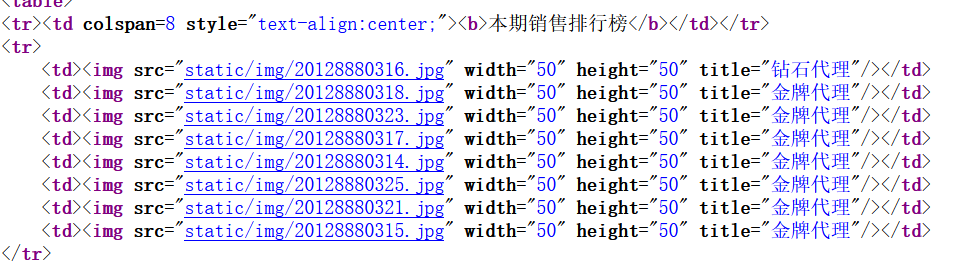 <table>
<tr><td colspan=8 style="text-align:center;"><b>本期销售排行榜</b></td></tr>
<tr>
<td><img src="static/img/20128880316.jpg" width="50" height="50" title="钻石代理"/></td>
<td><img src="static/img/20128880318.jpg" width="50" height="50" title="金牌代理"/></td>
<td><img src="static/img/20128880323.jpg" width="50" height="50" title="金牌代理"/></td>
<td><img src="static/img/20128880317.jpg" width="50" height="50" title="金牌代理"/></td>
<td><img src="static/img/20128880314.jpg" width="50" height="50" title="金牌代理"/></td>
<td><img src="static/img/20128880325.jpg" width="50" height="50" title="金牌代理"/></td>
<td><img src="static/img/20128880321.jpg" width="50" height="50" title="金牌代理"/></td>
<td><img src="static/img/20128880315.jpg" width="50" height="50" title="金牌代理"/></td>
</tr>